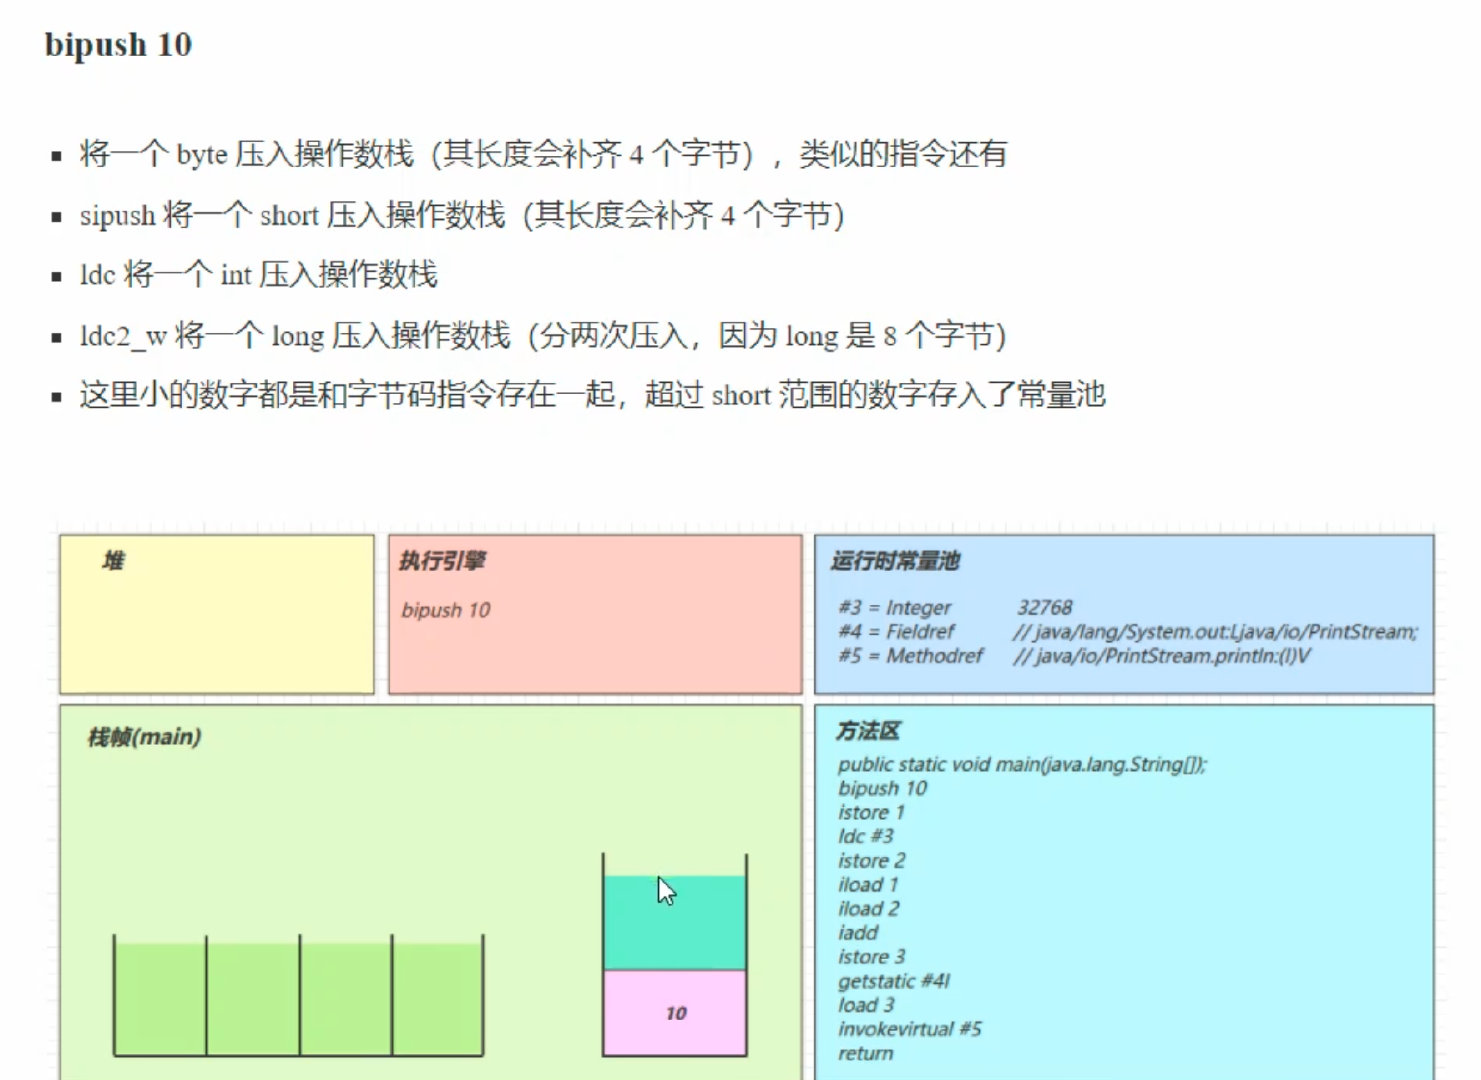 bipush 10
将一个 byte 压入操作数栈（其长度会补齐 4 个字节），类似的指令还有
sipush 将一个 short 压入操作数栈（其长度会补齐 4 个字节）
ldc 将一个 int 压入操作数栈
ldc2_w 将一个 long 压入操作数栈（分两次压入，因为 long 是 8 个字节）
这里小的数字都是和字节码指令存在一起，超过 short 范围的数字存入了常量池
堆
执行引擎
bipush 10
运行时常量池
#3 = Integer 32768
#4 = Fieldref // java/lang/System.out:Ljava/io/PrintStream;
#5 = Methodref // java/io/PrintStream.println:(I)V
栈帧(main)
10
方法区
public static void main(java.lang.String[]);
bipush 10
istore 1
ldc #3
istore 2
iload 1
iload 2
iadd
istore 3
getstatic #4I
load 3
invokevirtual #5
return